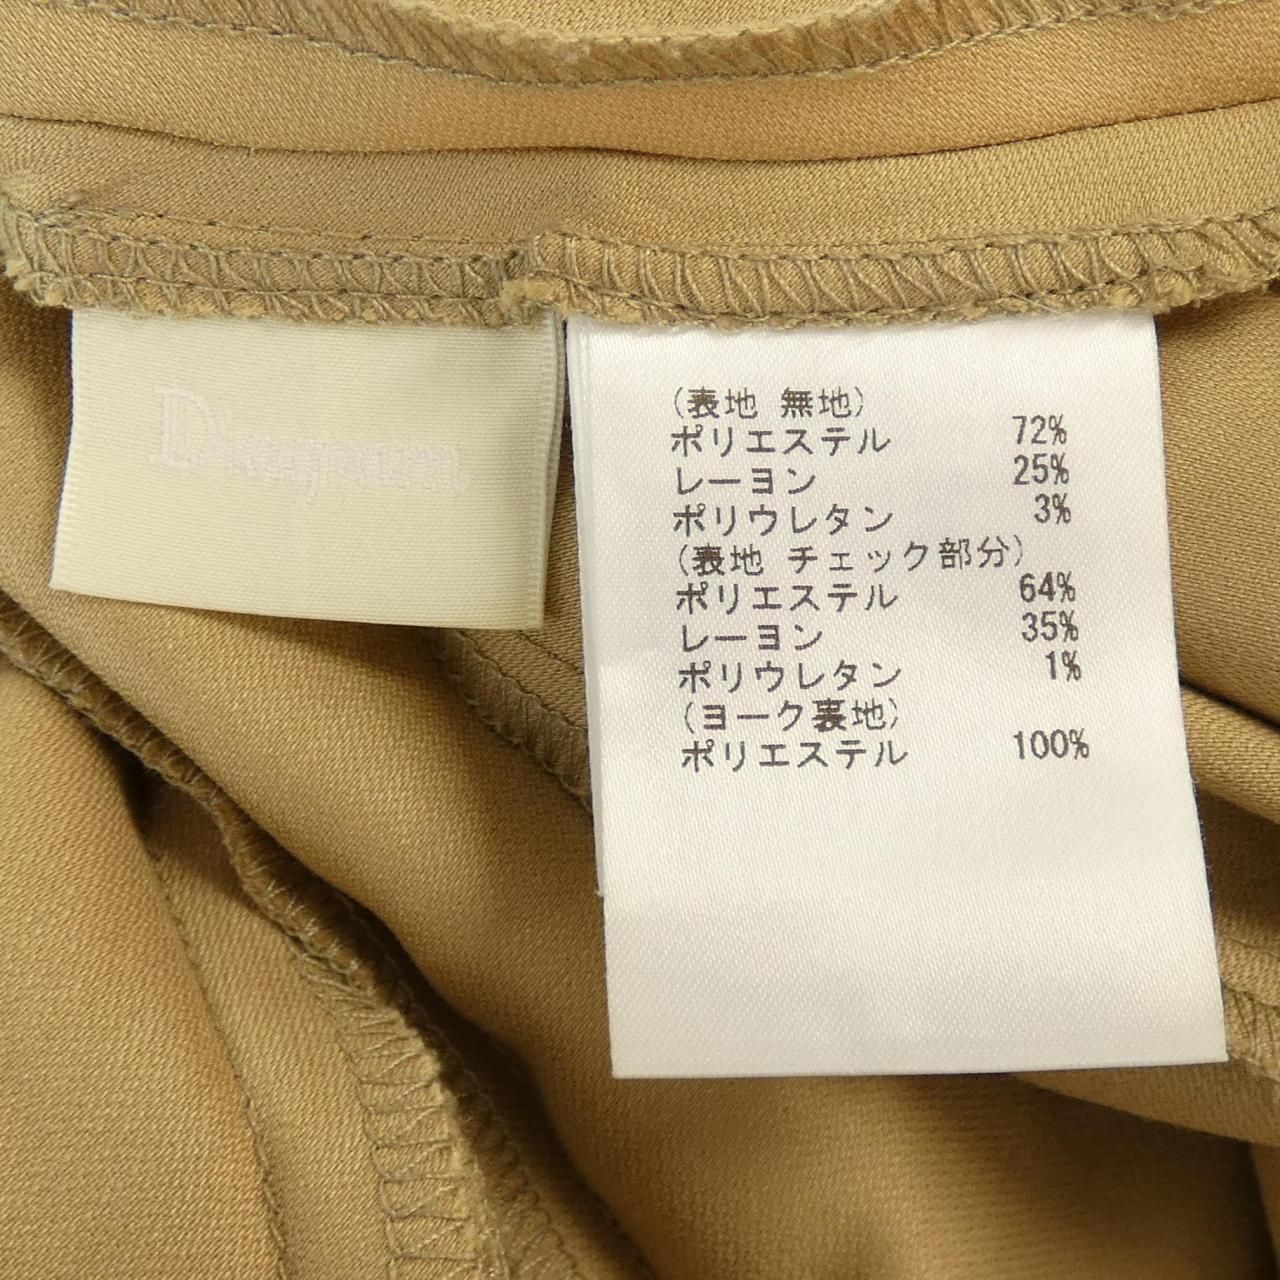 (表地 無地)
ポリエステル 72%
レーヨン 25%
ポリウレタン 3%
(表地 チェック部分)
ポリエステル 64%
レーヨン 35%
ポリウレタン 1%
(ヨーク裏地)
ポリエステル 100%